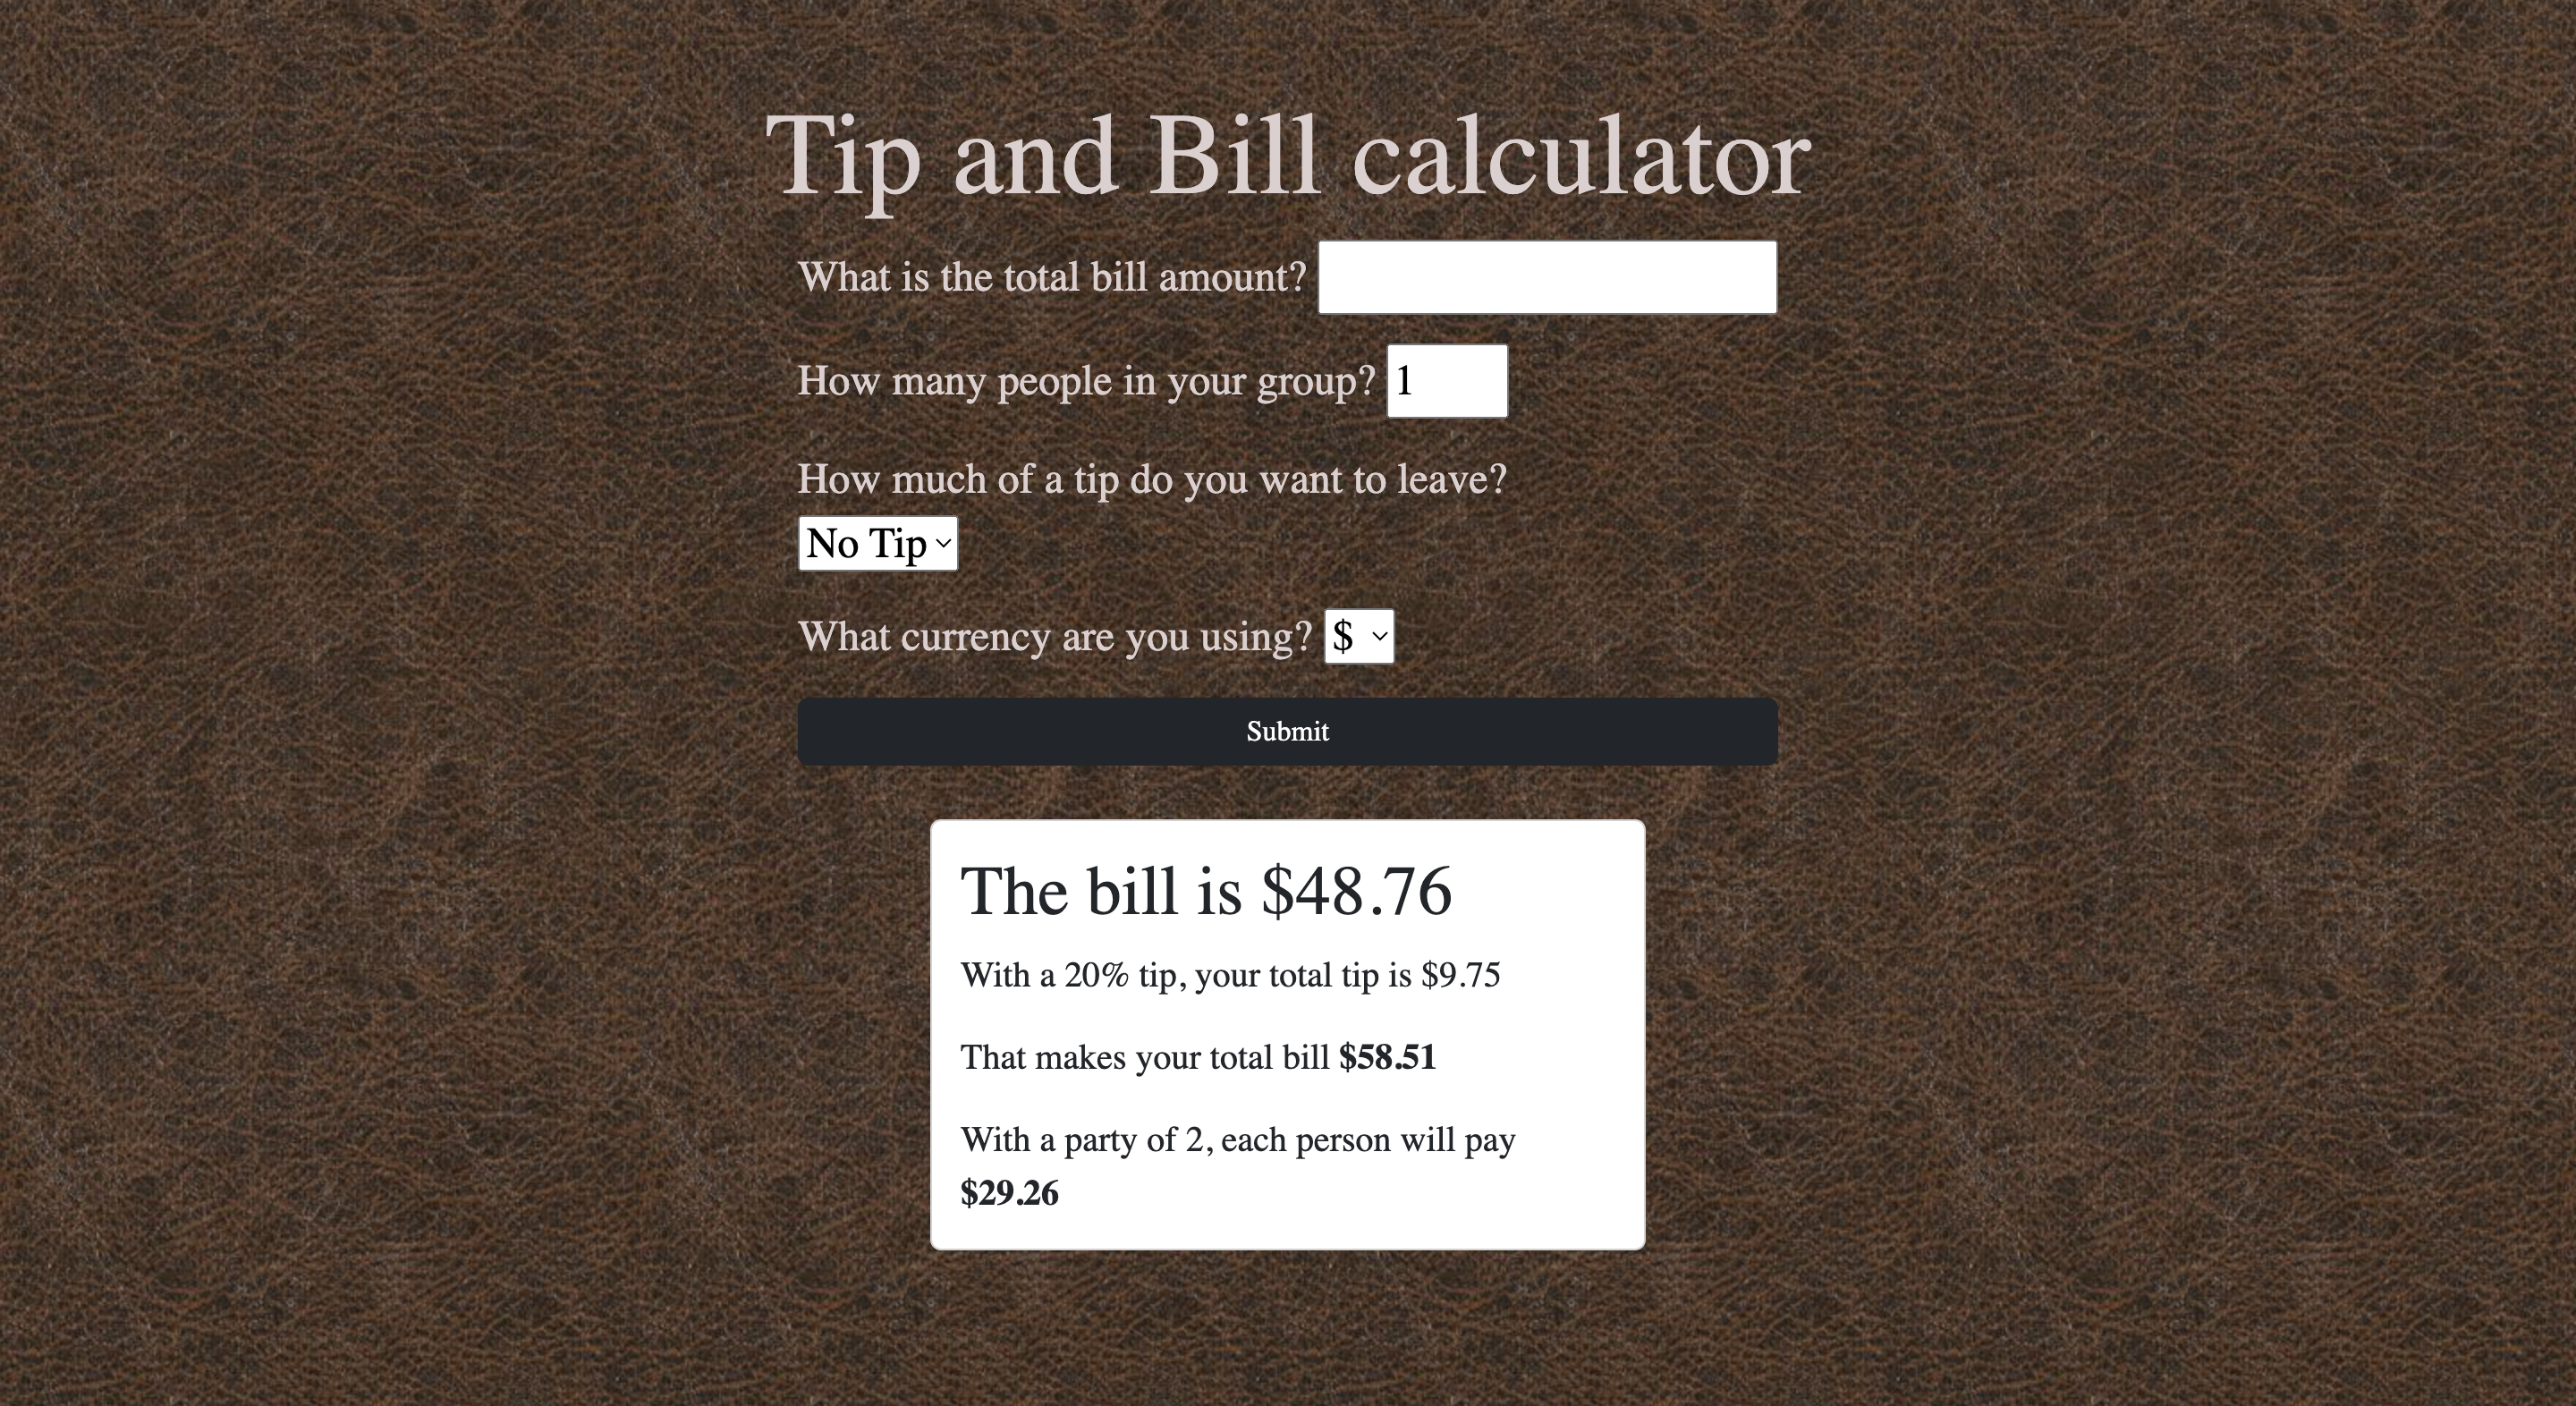 Tip and Bill calculator
What is the total bill amount?
How many people in your group? 1
How much of a tip do you want to leave?
No Tip
What currency are you using? $
Submit
The bill is $48.76
With a 20% tip, your total tip is $9.75
That makes your total bill $58.51
With a party of 2, each person will pay
$29.26